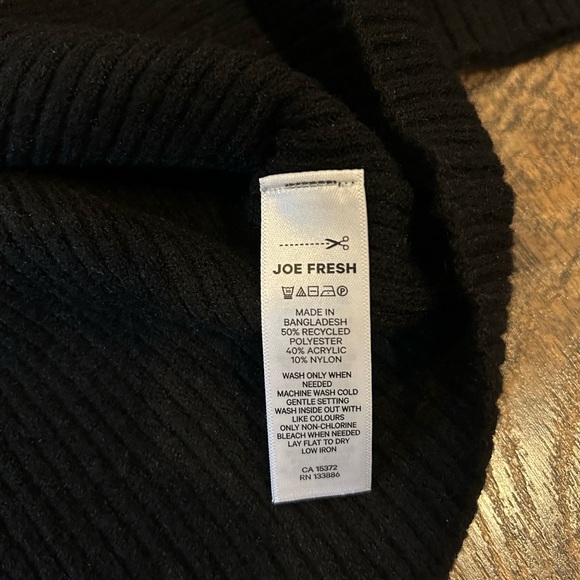 JOE FRESH
MADE IN
BANGLADESH
50% RECYCLED
POLYESTER
40% ACRYLIC
10% NYLON
WASH ONLY WHEN
NEEDED
MACHINE WASH COLD
GENTLE SETTING
WASH INSIDE OUT WITH
LIKE COLOURS
ONLY NON-CHLORINE
BLEACH WHEN NEEDED
LAY FLAT TO DRY
LOW IRON
CA 15372
RN 133886